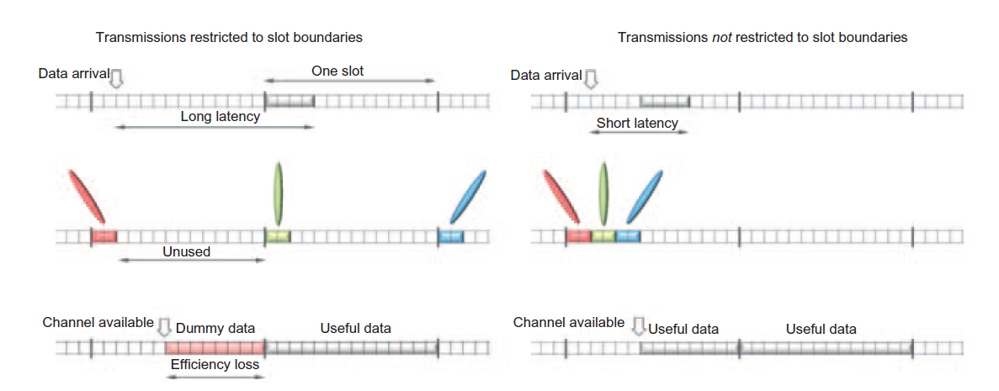 Transmissions restricted to slot boundaries
Transmissions not restricted to slot boundaries
Data arrival
One slot
Long latency
Data arrival
Short latency
Unused
Channel available
Dummy data
Useful data
Efficiency loss
Channel available
Useful data
Useful data